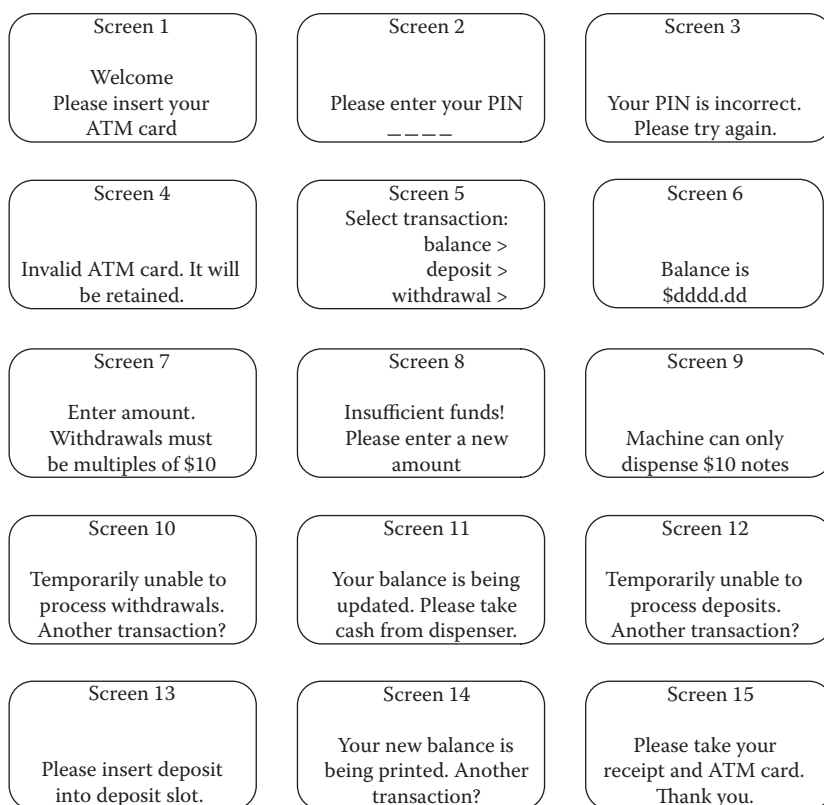 Screen 1
Welcome
Please insert your
ATM card
Screen 2
Please enter your PIN
_ _ _ _
Screen 3
Your PIN is incorrect.
Please try again.
Screen 4
Invalid ATM card. It will
be retained.
Screen 5
Select transaction:
balance >
deposit >
withdrawal >
Screen 6
Balance is
$dddd.dd
Screen 7
Enter amount.
Withdrawals must
be multiples of $10
Screen 8
Insufficient funds!
Please enter a new
amount
Screen 9
Machine can only
dispense $10 notes
Screen 10
Temporarily unable to
process withdrawals.
Another transaction?
Screen 11
Your balance is being
updated. Please take
cash from dispenser.
Screen 12
Temporarily unable to
process deposits.
Another transaction?
Screen 13
Please insert deposit
into deposit slot.
Screen 14
Your new balance is
being printed. Another
transaction?
Screen 15
Please take your
receipt and ATM card.
Thank you.